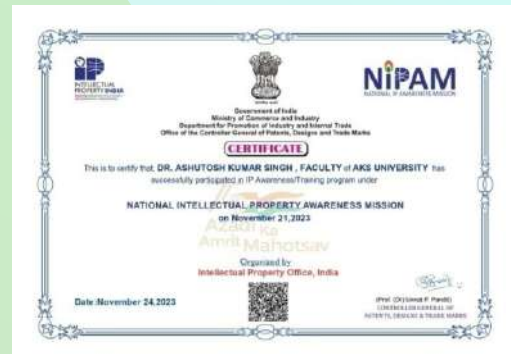 INTELLECTUAL
PROPERTY INDIA
NiPAM
NATIONAL IP AWARENESS MISSION
Government of India
Ministry of Commerce and Industry
Department for Promotion of Industry and Internal Trade
Office of the Controller General of Patents, Designs and Trade Marks
CERTIFICATE
This is to certify that, DR. ASHUTOSH KUMAR SINGH , FACULTY of AKS UNIVERSITY has
successfully participated in IP Awareness/Training program under
NATIONAL INTELLECTUAL PROPERTY AWARENESS MISSION
on November 21,2023
Azadi Ka
Amrit Mahotsav
Organized by
Intellectual Property Office, India
Date :November 24,2023
CONTROLLER GENERAL OF
PATENTS, DESIGNS & TRADE MARKS